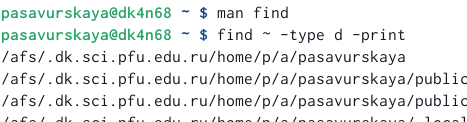 pasavurskaya@dk4n68 ~ $ man find
pasavurskaya@dk4n68 ~ $ find ~ -type d -print
/afs/.dk.sci.pfu.edu.ru/home/p/a/pasavurskaya
/afs/.dk.sci.pfu.edu.ru/home/p/a/pasavurskaya/public
/afs/.dk.sci.pfu.edu.ru/home/p/a/pasavurskaya/public
/afs/.dk.sci.pfu.edu.ru/home/p/a/pasavurskaya/.local